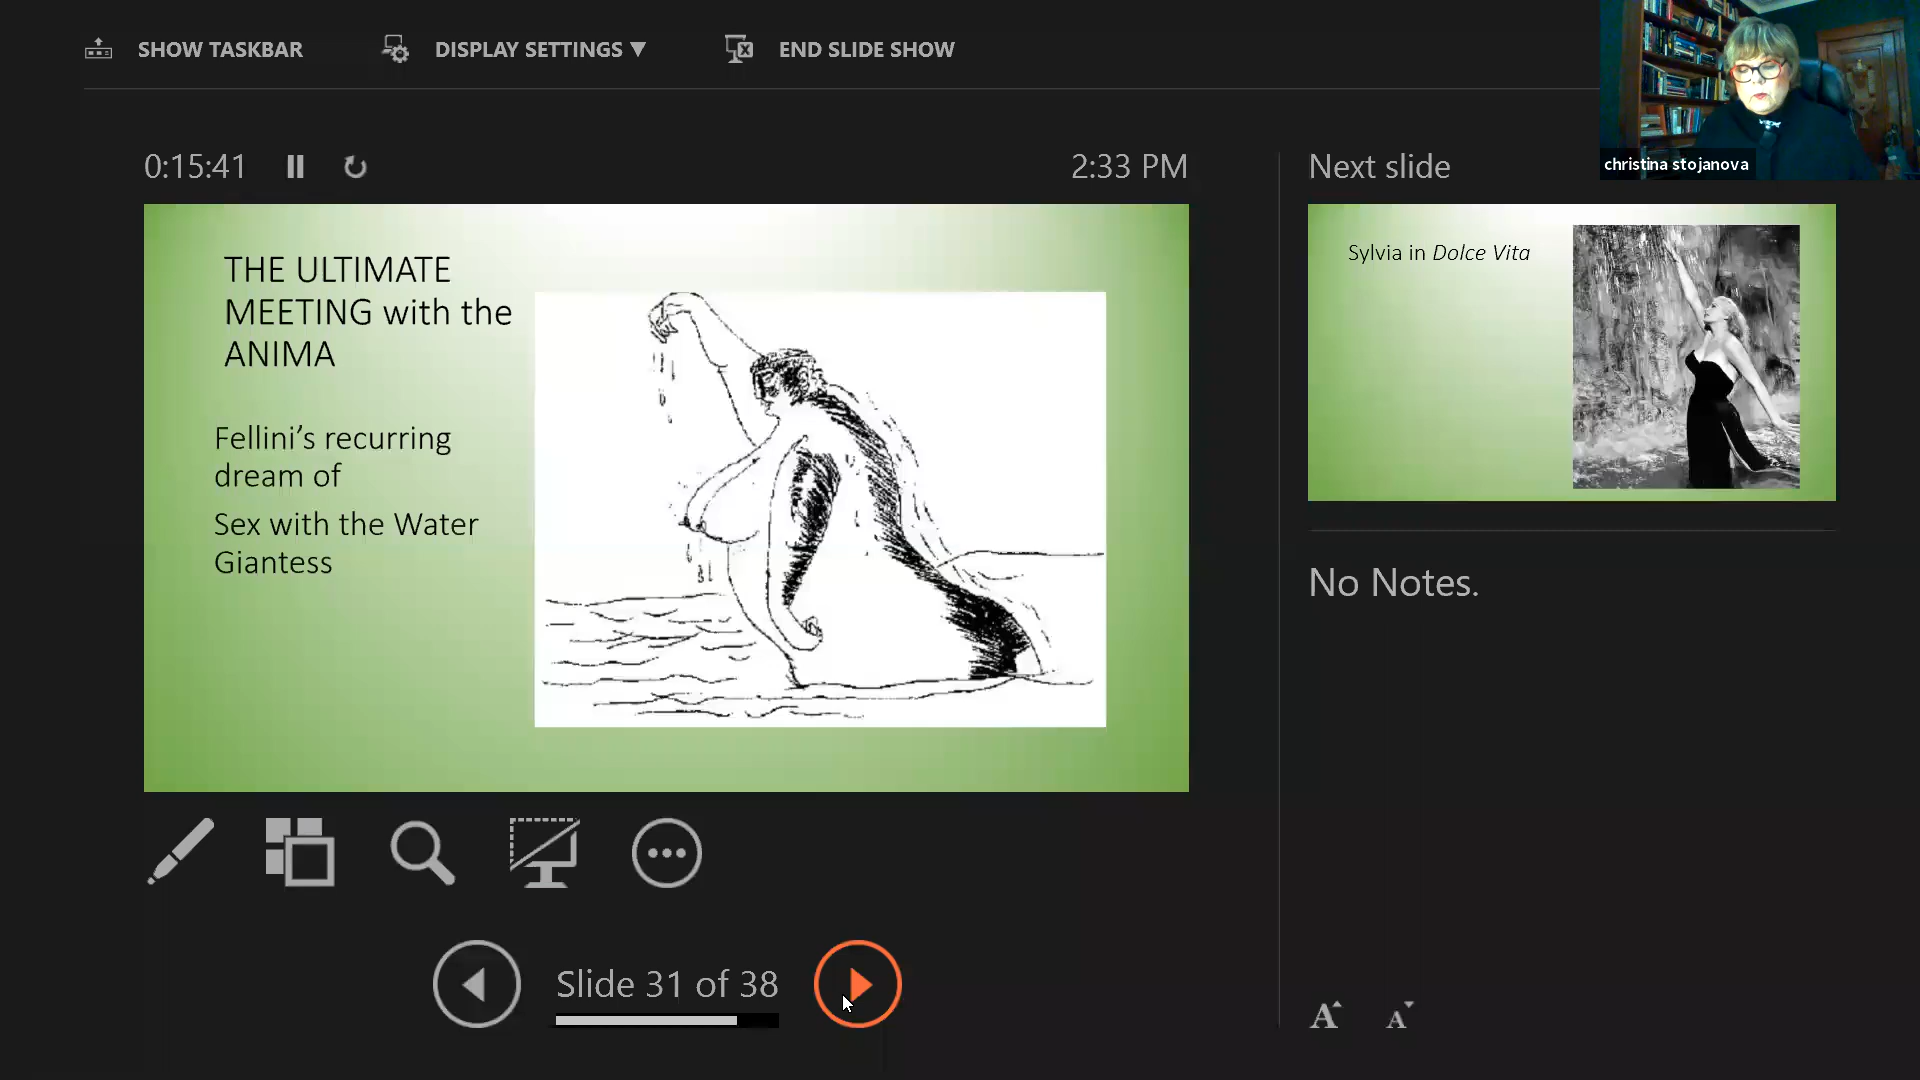 SHOW TASKBAR
DISPLAY SETTINGS ▼
END SLIDE SHOW
christina stojanova
0:15:41
2:33 PM
Next slide
THE ULTIMATE
MEETING with the
ANIMA
Fellini’s recurring
dream of
Sex with the Water
Giantess
Sylvia in Dolce Vita
No Notes.
Slide 31 of 38
A A